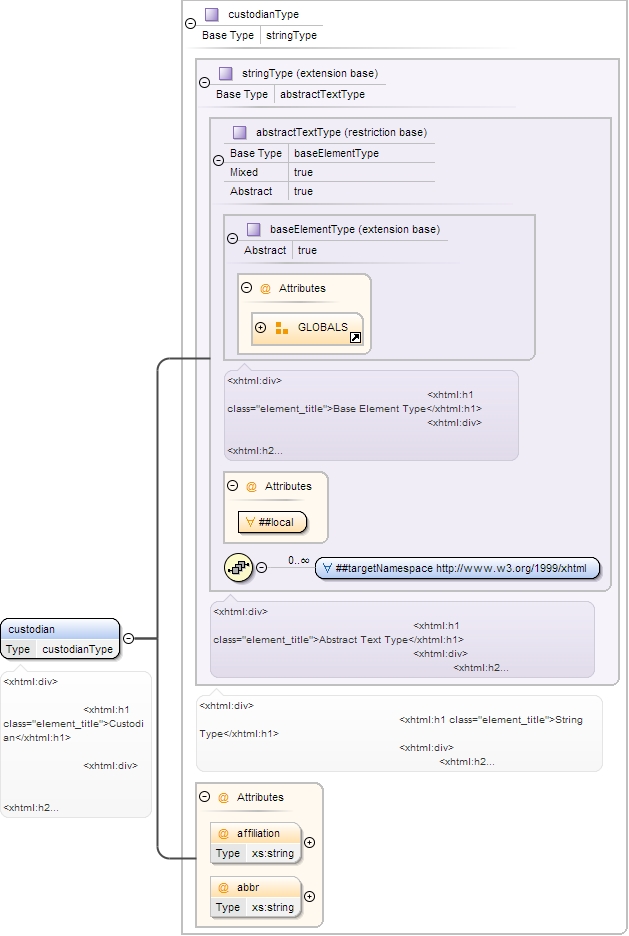 custodianType
Base Type stringType
stringType (extension base)
Base Type abstractTextType
abstractTextType (restriction base)
Base Type baseElementType
Mixed true
Abstract true
baseElementType (extension base)
Abstract true
@ Attributes
GLOBALS
<xhtml:div>
<xhtml:h1
class="element_title">Base Element Type</xhtml:h1>
<xhtml:div>
<xhtml:h2...
@ Attributes
∀ ##local
0..∞
∀ ##targetNamespace http://www.w3.org/1999/xhtml
<xhtml:div>
<xhtml:h1
class="element_title">Abstract Text Type</xhtml:h1>
<xhtml:div>
<xhtml:h2...
custodian
Type custodianType
<xhtml:div>
<xhtml:h1
class="element_title">Custodi
an</xhtml:h1>
<xhtml:div>
<xhtml:h2...
<xhtml:div>
<xhtml:h1 class="element_title">String
Type</xhtml:h1>
<xhtml:div>
<xhtml:h2...
@ Attributes
@ affiliation
Type xs:string
@ abbr
Type xs:string